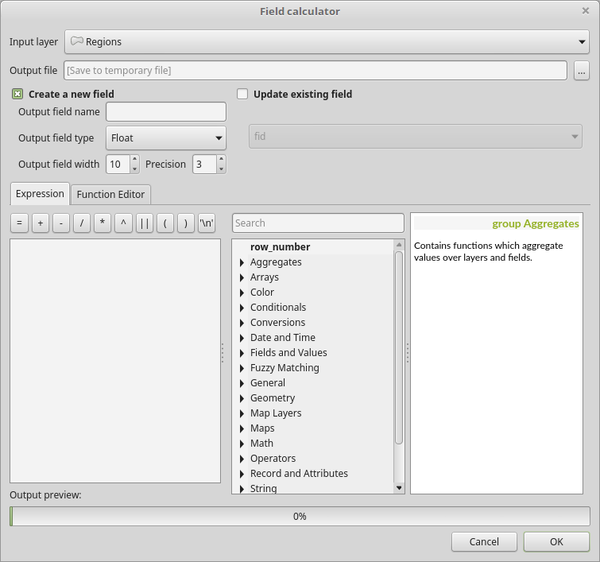 Field calculator
Input layer
Regions
Output file
[Save to temporary file]
...
Create a new field
Update existing field
Output field name
Output field type
Float
fid
Output field width
10
Precision
3
Expression
Function Editor
= + - / * ^ || ( ) '\n'
Search
group Aggregates
row_number
Contains functions which aggregate
values over layers and fields.
Aggregates
Arrays
Color
Conditionals
Conversions
Date and Time
Fields and Values
Fuzzy Matching
General
Geometry
Map Layers
Maps
Math
Operators
Record and Attributes
String
Output preview:
0%
Cancel
OK